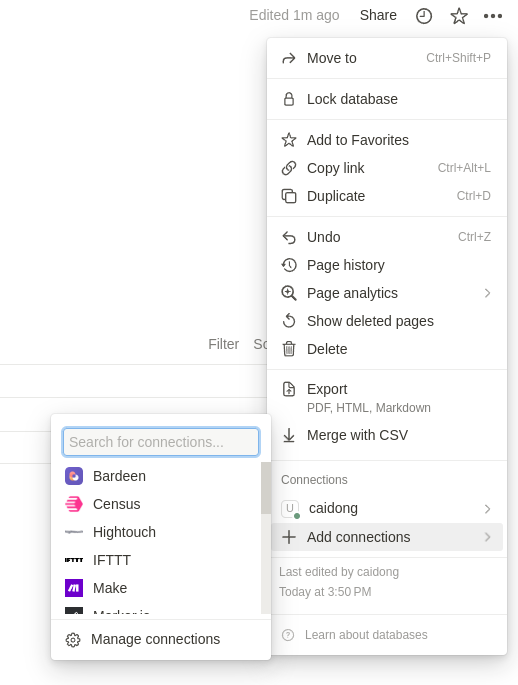 Edited 1m ago Share
Move to Ctrl+Shift+P
Lock database
Add to Favorites
Copy link Ctrl+Alt+L
Duplicate Ctrl+D
Undo Ctrl+Z
Page history
Page analytics
Show deleted pages
Filter
Delete
Export
PDF, HTML, Markdown
Merge with CSV
Connections
U caidong
Add connections
Last edited by caidong
Today at 3:50 PM
Learn about databases
Search for connections...
Bardeen
Census
Hightouch
IFTTT
Make
Manage connections